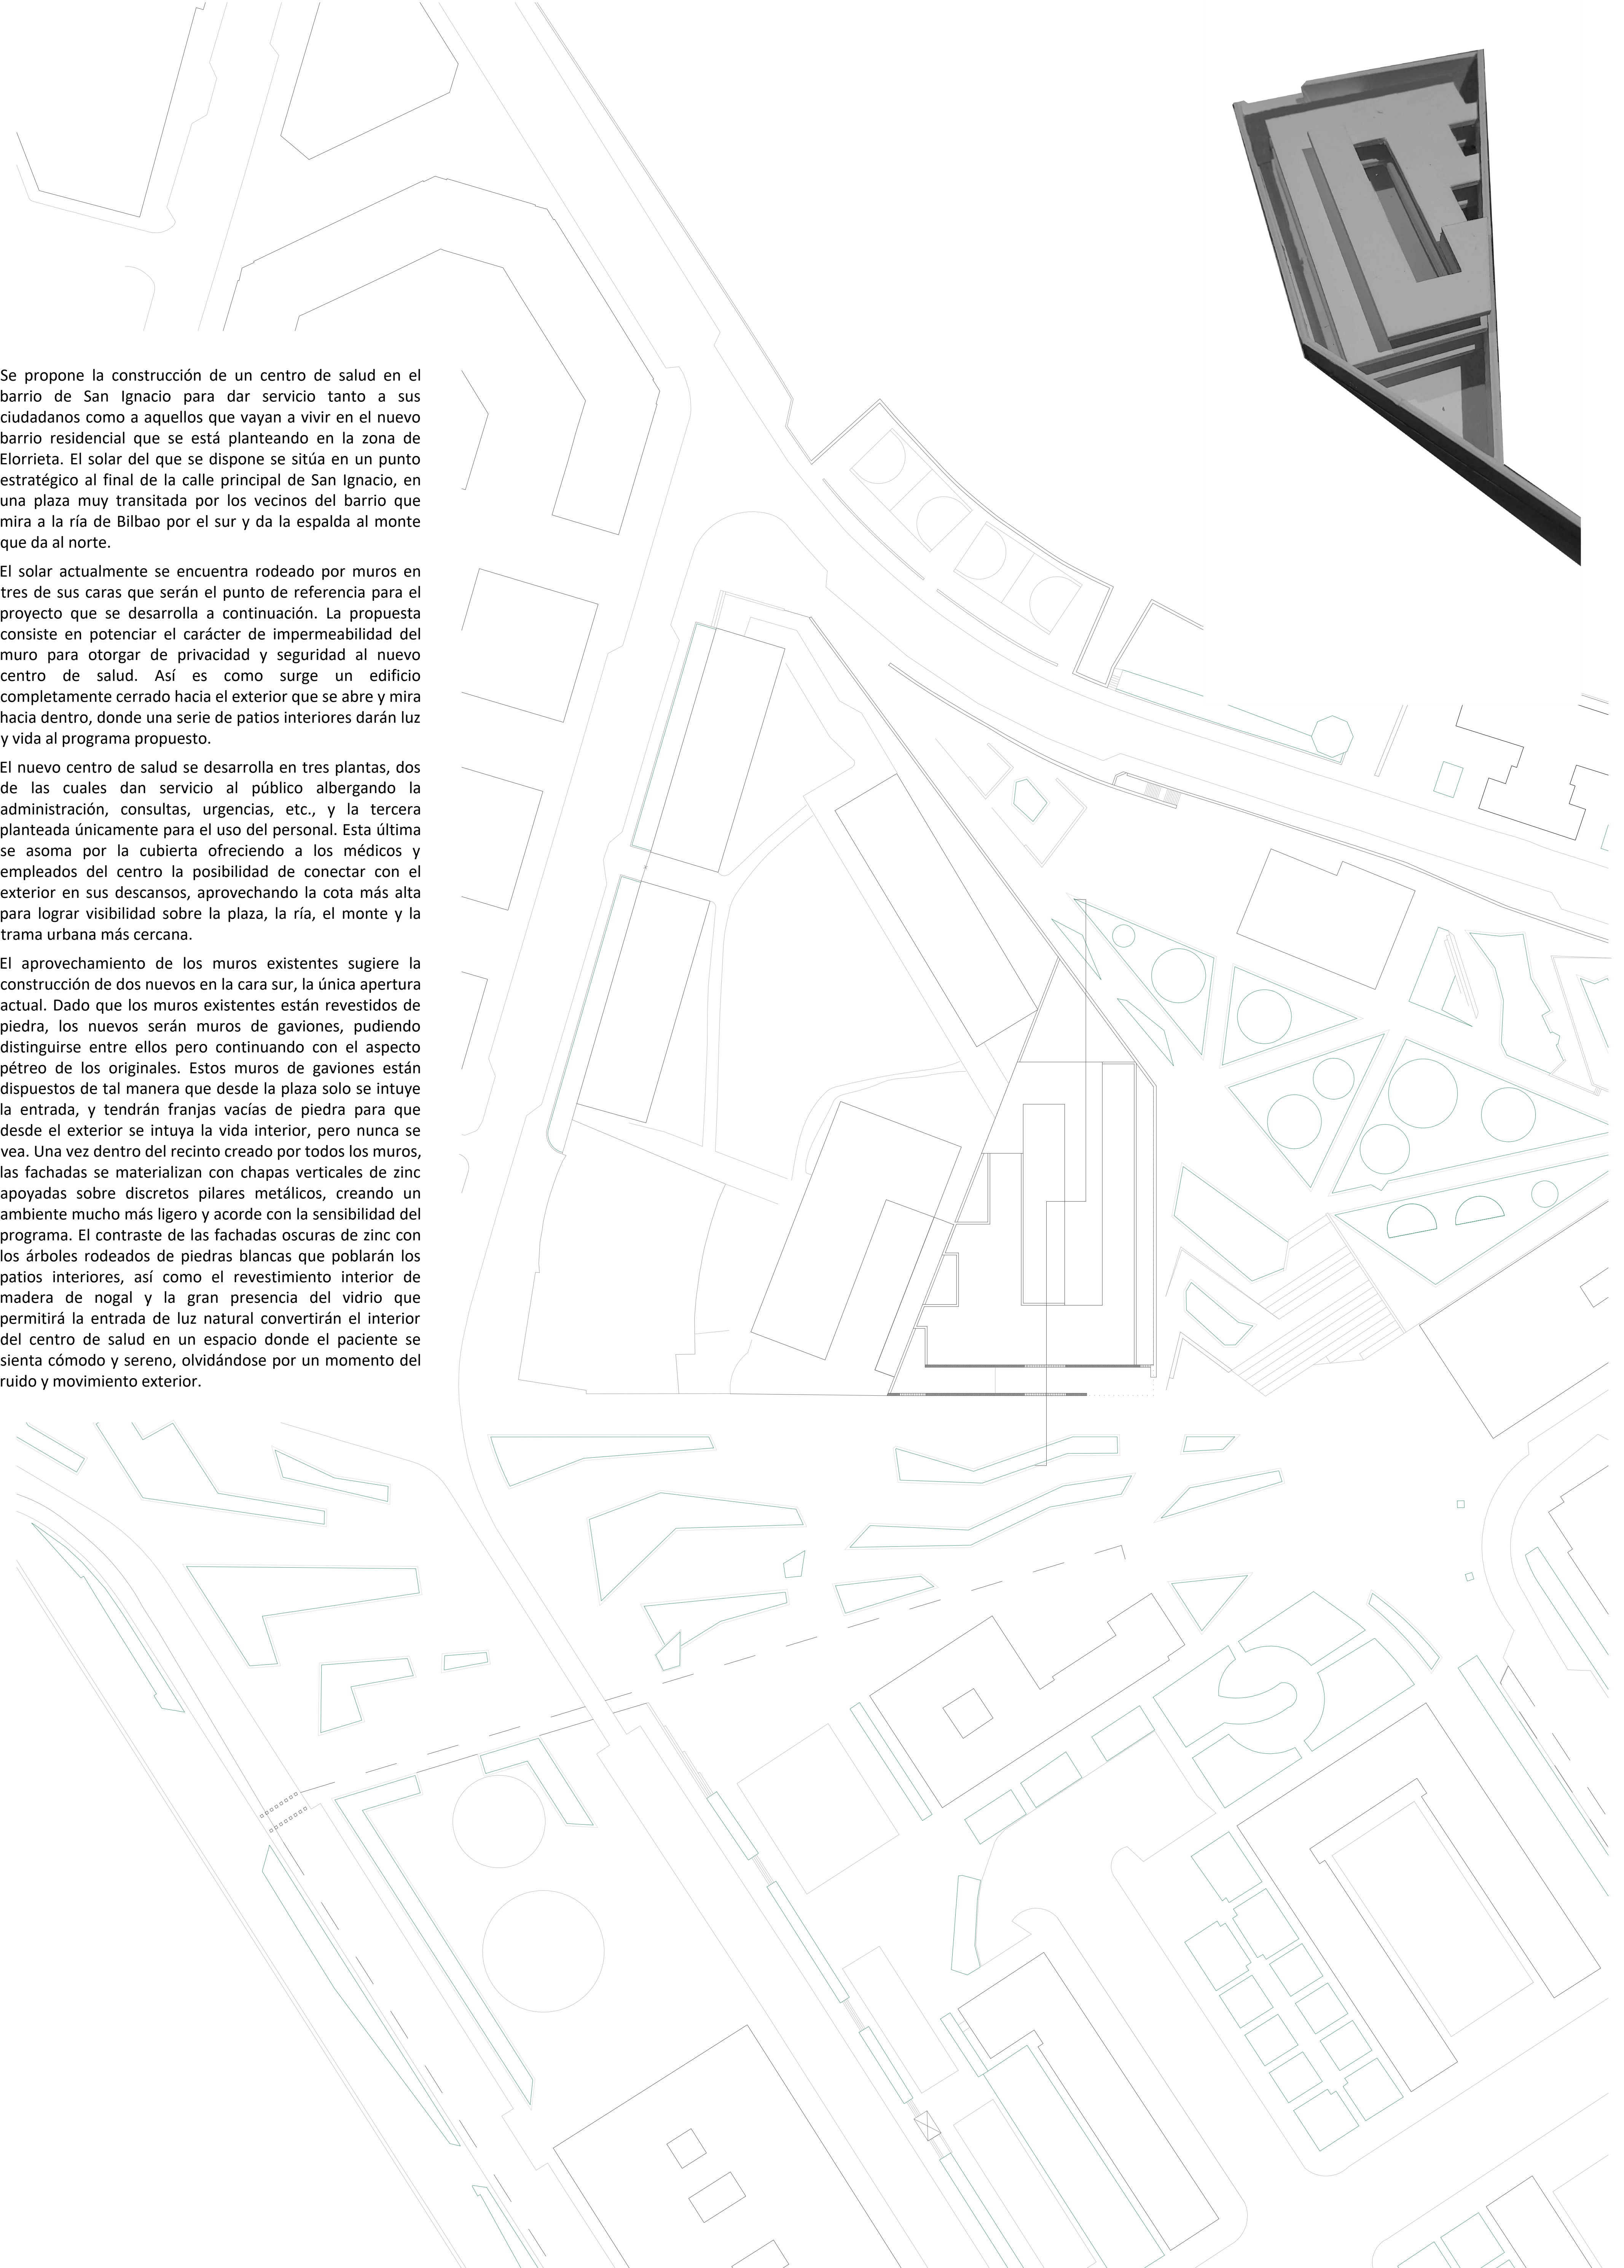 Se propone la construcción de un centro de salud en el
barrio de San Ignacio para dar servicio tanto a sus
ciudadanos como a aquellos que vayan a vivir en el nuevo
barrio residencial que se está planteando en la zona de
Elorrieta. El solar del que se dispone se sitúa en un punto
estratégico al final de la calle principal de San Ignacio, en
una plaza muy transitada por los vecinos del barrio que
mira a la ría de Bilbao por el sur y da la espalda al monte
que da al norte.
El solar actualmente se encuentra rodeado por muros en
tres de sus caras que serán el punto de referencia para el
proyecto que se desarrolla a continuación. La propuesta
consiste en potenciar el carácter de impermeabilidad del
muro para otorgar de privacidad y seguridad al nuevo
centro de salud. Así es como surge un edificio
completamente cerrado hacia el exterior que se abre y mira
hacia dentro, donde una serie de patios interiores darán luz
y vida al programa propuesto.
El nuevo centro de salud se desarrolla en tres plantas, dos
de las cuales dan servicio al público albergando la
administración, consultas, urgencias, etc., y la tercera
planteada únicamente para el uso del personal. Esta última
se asoma por la cubierta ofreciendo a los médicos y
empleados del centro la posibilidad de conectar con el
exterior en sus descansos, aprovechando la cota más alta
para lograr visibilidad sobre la plaza, la ría, el monte y la
trama urbana más cercana.
El aprovechamiento de los muros existentes sugiere la
construcción de dos nuevos en la cara sur, la única apertura
actual. Dado que los muros existentes están revestidos de
piedra, los nuevos serán muros de gaviones, pudiendo
distinguirse entre ellos pero continuando con el aspecto
pétreo de los originales. Estos muros de gaviones están
dispuestos de tal manera que desde la plaza solo se intuye
la entrada, y tendrán franjas vacías de piedra para que
desde el exterior se intuya la vida interior, pero nunca se
vea. Una vez dentro del recinto creado por todos los muros,
las fachadas se materializan con chapas verticales de zinc
apoyadas sobre discretos pilares metálicos, creando un
ambiente mucho más ligero y acorde con la sensibilidad del
programa. El contraste de las fachadas oscuras de zinc con
los árboles rodeados de piedras blancas que poblarán los
patios interiores, así como el revestimiento interior de
madera de nogal y la gran presencia del vidrio que
permitirá la entrada de luz natural convertirán el interior
del centro de salud en un espacio donde el paciente se
sienta cómodo y sereno, olvidándose por un momento del
ruido y movimiento exterior.